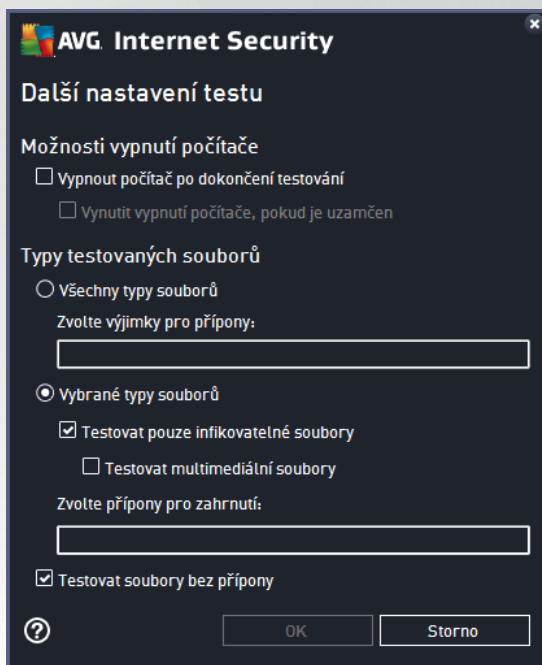 AVG. Internet Security
Další nastavení testu
Možnosti vypnutí počítače
Vypnout počítač po dokončení testování
Vynutit vypnutí počítače, pokud je uzamčen
Typy testovaných souborů
Všechny typy souborů
Zvolte výjimky pro přípony:
Vybrané typy souborů
Testovat pouze infikovatelné soubory
Testovat multimediální soubory
Zvolte přípony pro zahrnutí:
Testovat soubory bez přípony
OK
Storno